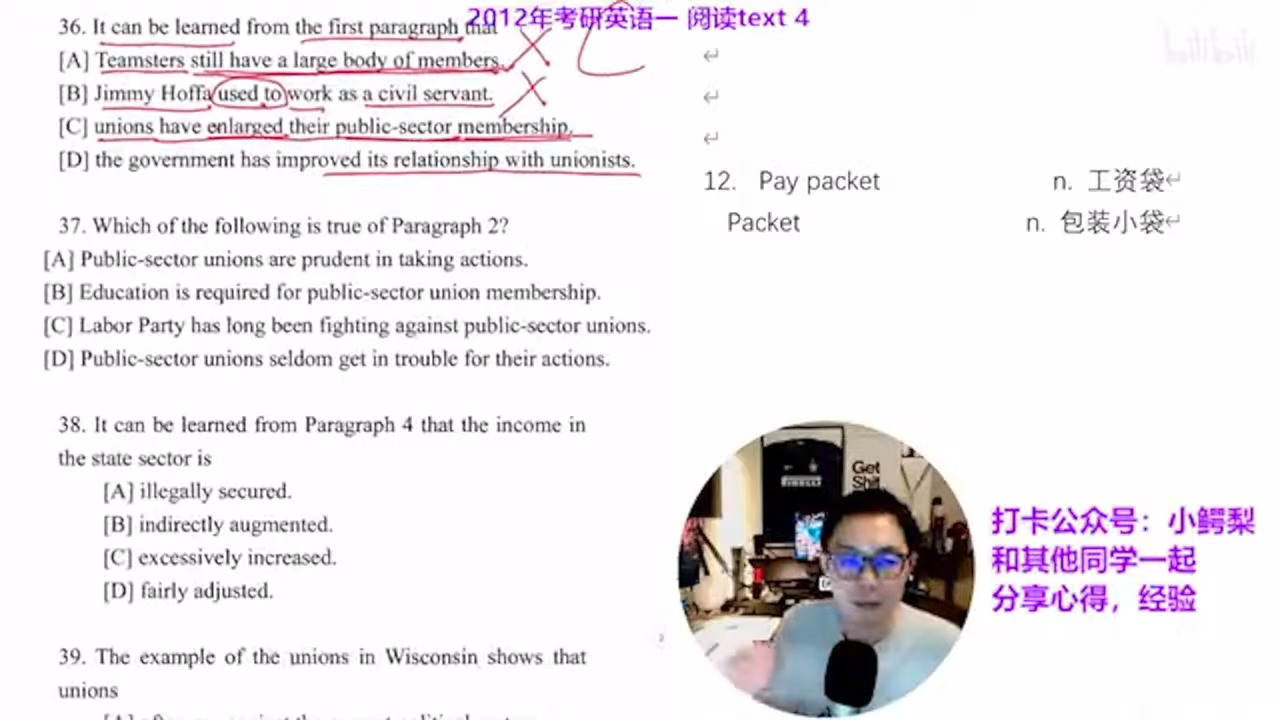 2012年考研英语一 阅读text 4
36. It can be learned from the first paragraph that
[A] Teamsters still have a large body of members.
[B] Jimmy Hoffa used to work as a civil servant.
[C] unions have enlarged their public-sector membership.
[D] the government has improved its relationship with unionists.
37. Which of the following is true of Paragraph 2?
[A] Public-sector unions are prudent in taking actions.
[B] Education is required for public-sector union membership.
[C] Labor Party has long been fighting against public-sector unions.
[D] Public-sector unions seldom get in trouble for their actions.
38. It can be learned from Paragraph 4 that the income in
the state sector is
[A] illegally secured.
[B] indirectly augmented.
[C] excessively increased.
[D] fairly adjusted.
39. The example of the unions in Wisconsin shows that
unions
bilibili
12. Pay packet n. 工资袋
Packet n. 包装小袋
Get
Shit
PIRELLI
打卡公众号：小鳄梨
和其他同学一起
分享心得，经验